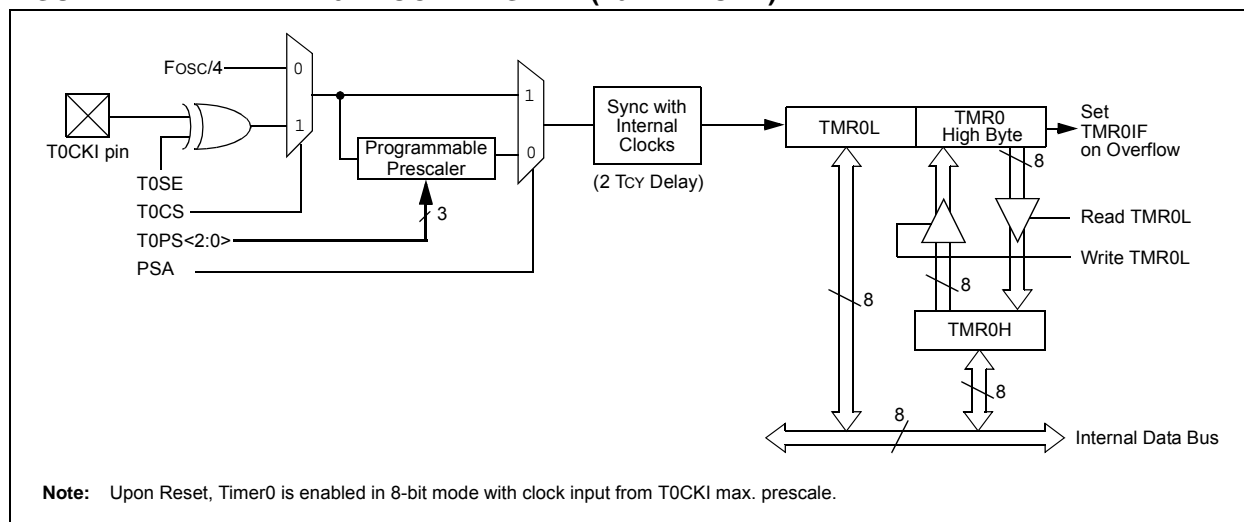 FOSC/4
0
1
T0CKI pin
T0SE
T0CS
T0PS<2:0>
PSA
Programmable
Prescaler
3
1
0
Sync with
Internal
Clocks
(2 TCY Delay)
TMR0L
TMR0
High Byte
Set
TMR0IF
on Overflow
8
Read TMR0L
Write TMR0L
8
8
TMR0H
8
8
Internal Data Bus
Note: Upon Reset, Timer0 is enabled in 8-bit mode with clock input from T0CKI max. prescale.